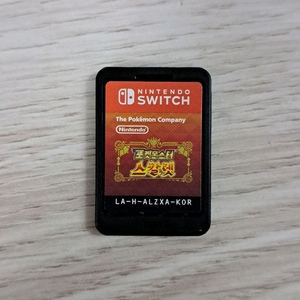 NINTENDO
SWITCH
The Pokémon Company
Nintendo
포켓몬스터
스칼렛
LA-H-ALZXA-KOR